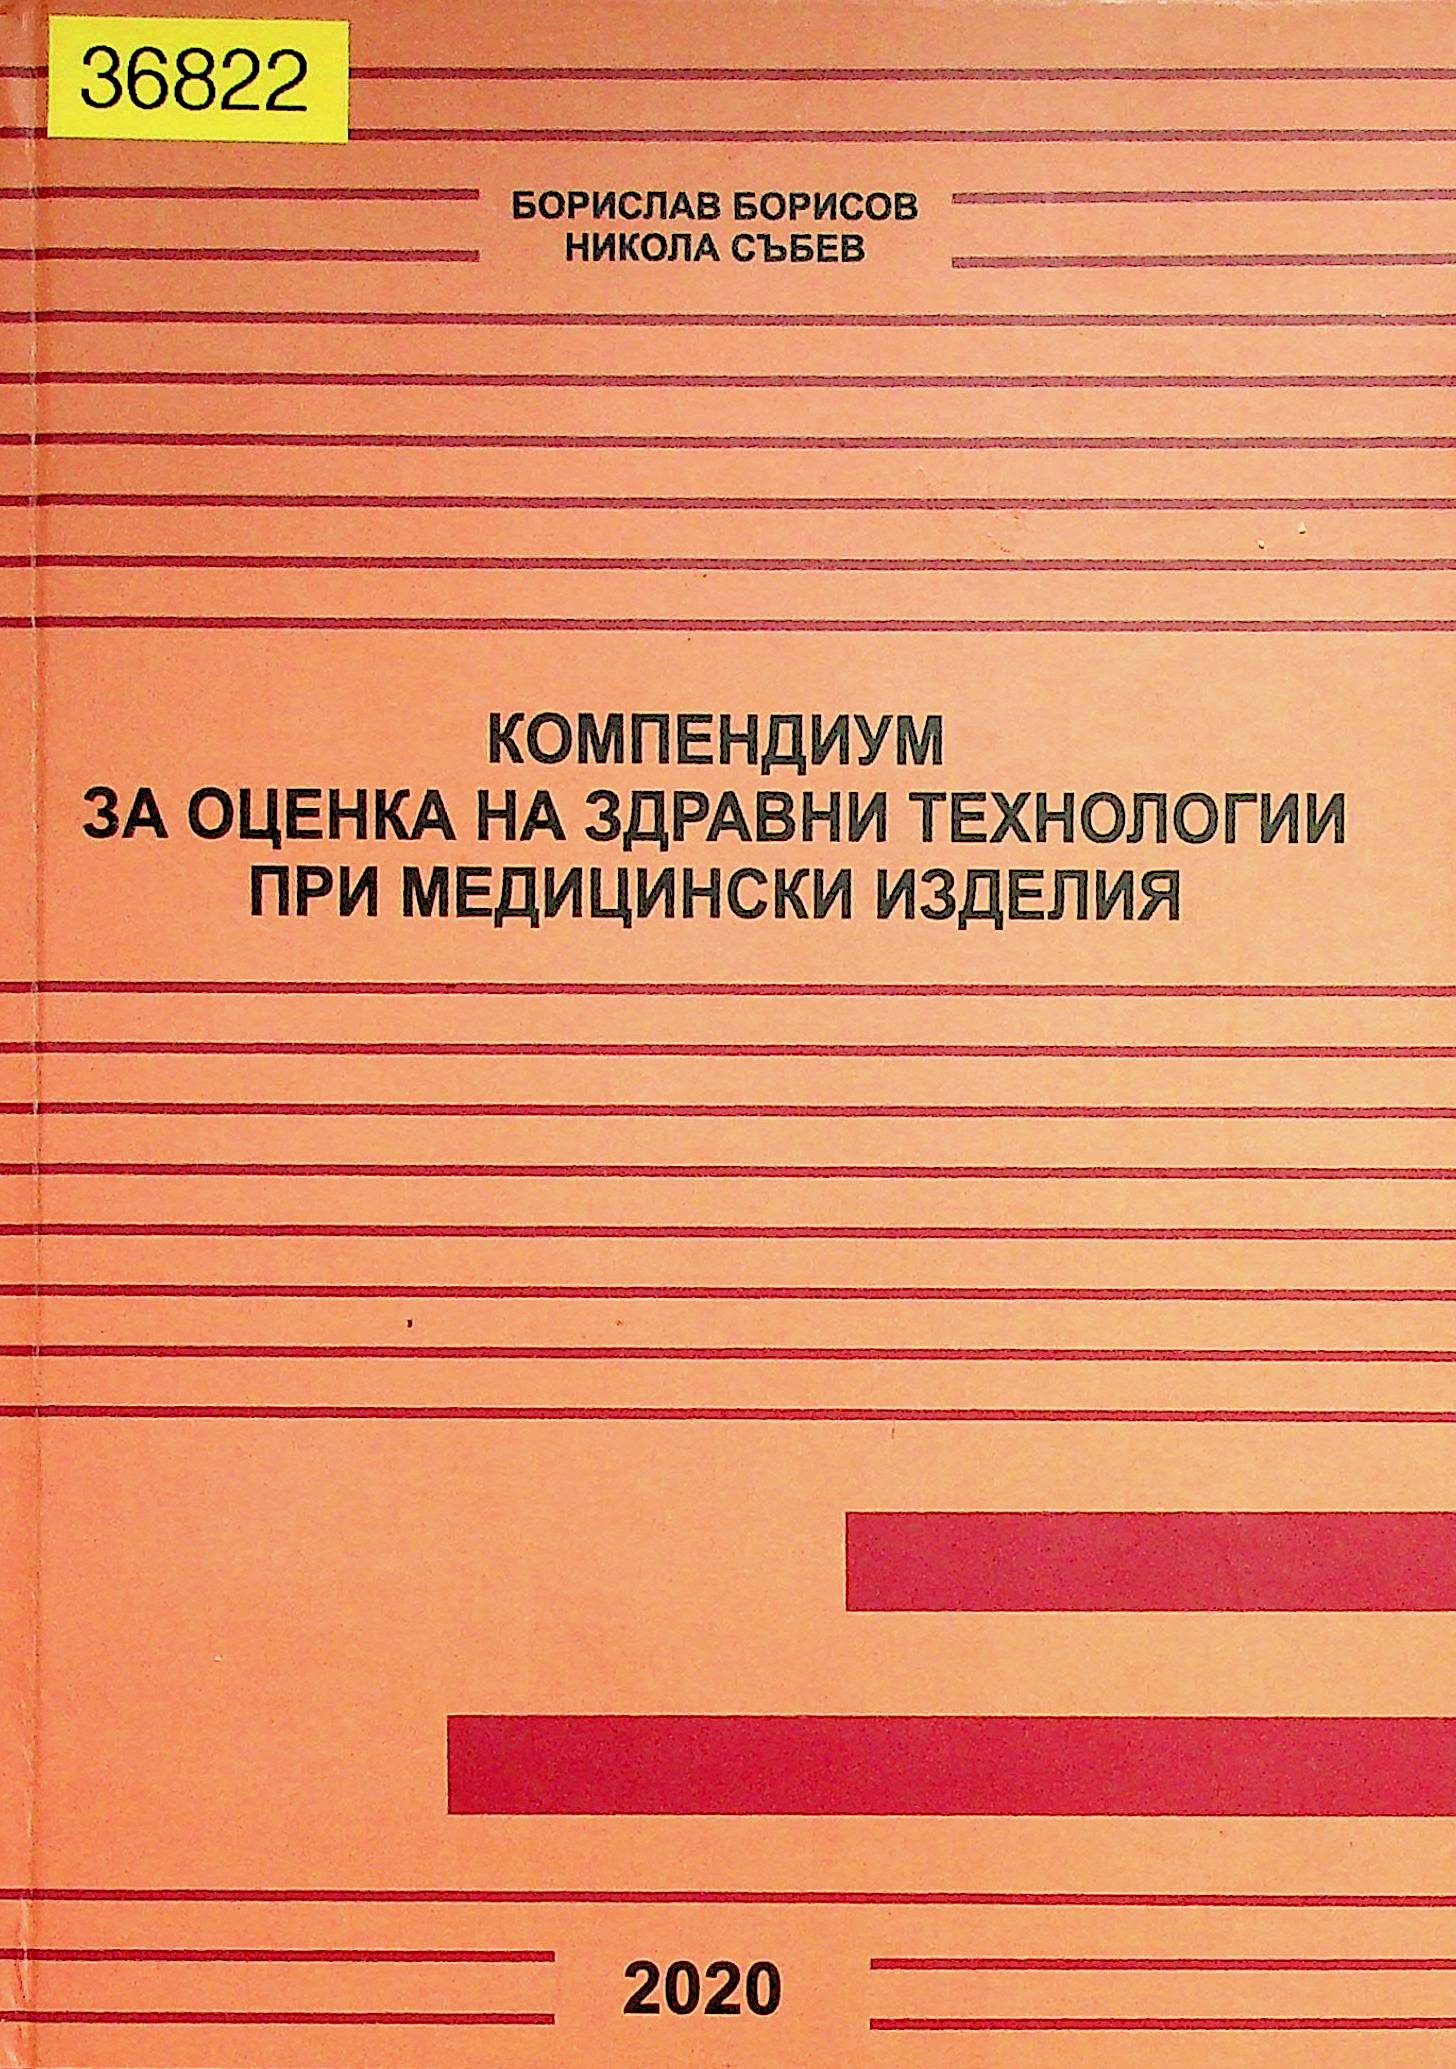 36822
БОРИСЛАВ БОРИСОВ
НИКОЛА СЪБЕВ
КОМПЕНДИУМ
ЗА ОЦЕНКА НА ЗДРАВНИ ТЕХНОЛОГИИ
ПРИ МЕДИЦИНСКИ ИЗДЕЛИЯ
2020